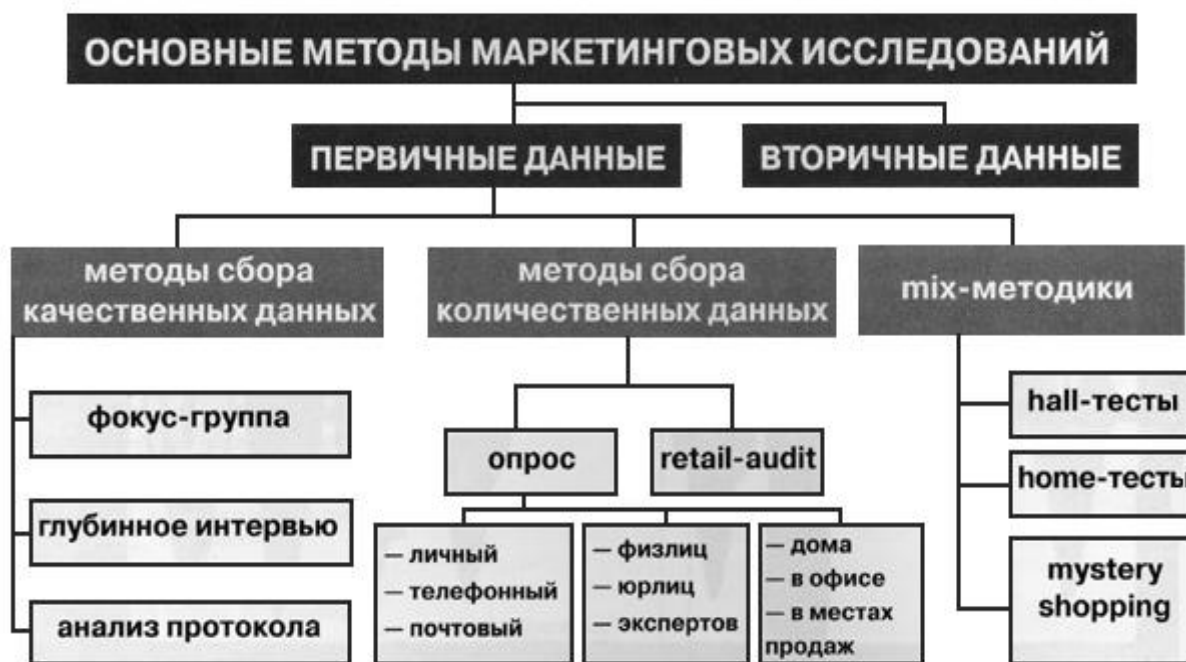 ОСНОВНЫЕ МЕТОДЫ МАРКЕТИНГОВЫХ ИССЛЕДОВАНИЙ
ПЕРВИЧНЫЕ ДАННЫЕ
ВТОРИЧНЫЕ ДАННЫЕ
методы сбора
качественных данных
методы сбора
количественных данных
mix-методики
фокус-группа
глубинное интервью
анализ протокола
опрос
retail-audit
— личный
— телефонный
— почтовый
— физлиц
— юрлиц
— экспертов
— дома
— в офисе
— в местах
продаж
hall-тесты
home-тесты
mystery
shopping